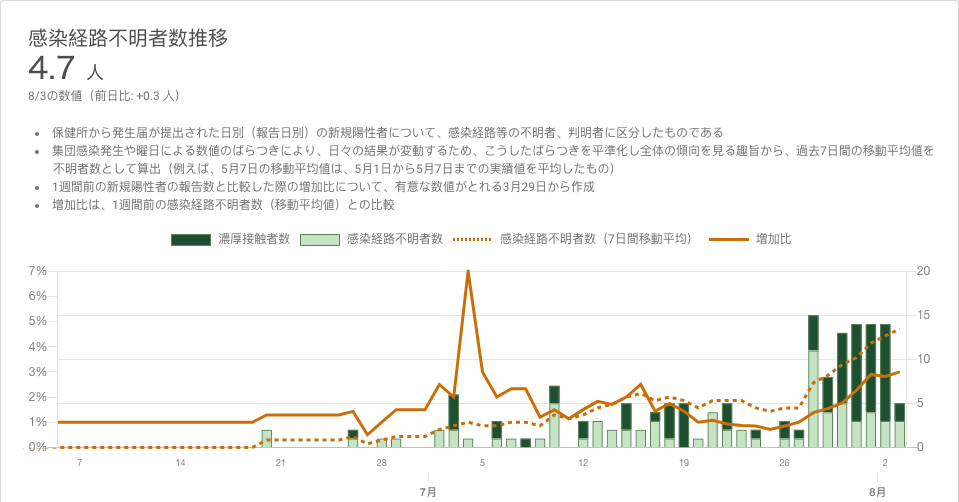 感染経路不明者数推移
4.7 人
8/3の数値（前日比: +0.3 人）
• 保健所から発生届が提出された日別（報告日別）の新規陽性者について、感染経路等の不明者、判明者に区分したものである
• 集団感染発生や曜日による数値のばらつきにより、日々の結果が変動するため、こうしたばらつきを平準化し全体の傾向を見る趣旨から、過去7日間の移動平均値を
不明者数として算出（例えば、5月7日の移動平均値は、5月1日から5月7日までの実績値を平均したもの）
• 1週間前の新規陽性者の報告数と比較した際の増加比について、有意な数値がとれる3月29日から作成
• 増加比は、1週間前の感染経路不明者数（移動平均値）との比較
濃厚接触者数 感染経路不明者数 感染経路不明者数（7日間移動平均） 増加比
7% 20
6%
5% 15
4%
3% 10
2%
1% 5
0% 0
7 14 21 28 5 12 19 26 2
7月 8月